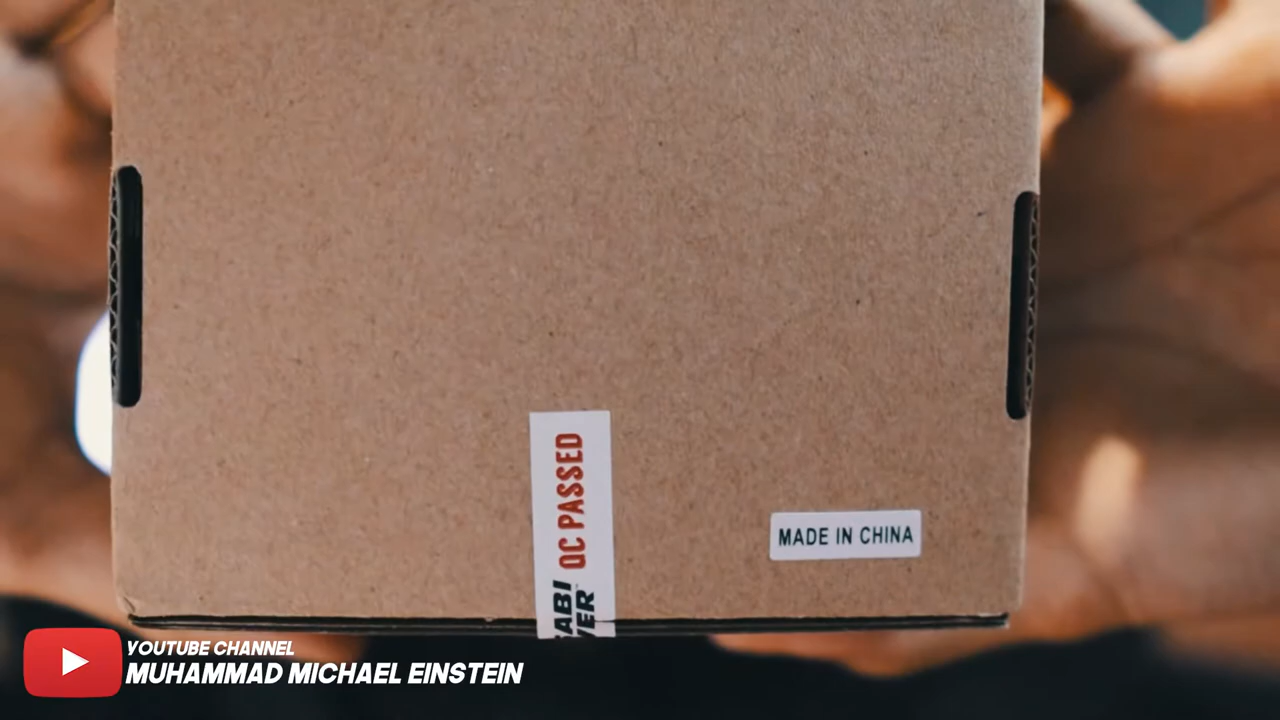 QC PASSED
MADE IN CHINA
YOUTUBE CHANNEL
MUHAMMAD MICHAEL EINSTEIN